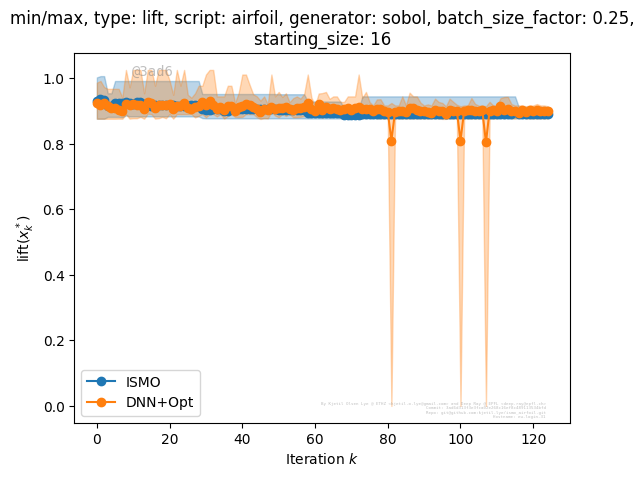 min/max, type: lift, script: airfoil, generator: sobol, batch_size_factor: 0.25,
starting_size: 16
03ad6
1.0
0.8
0.6
0.4
0.2
0.0
lift(x*k)
ISMO
DNN+Opt
0
20
40
60
80
100
120
Iteration k